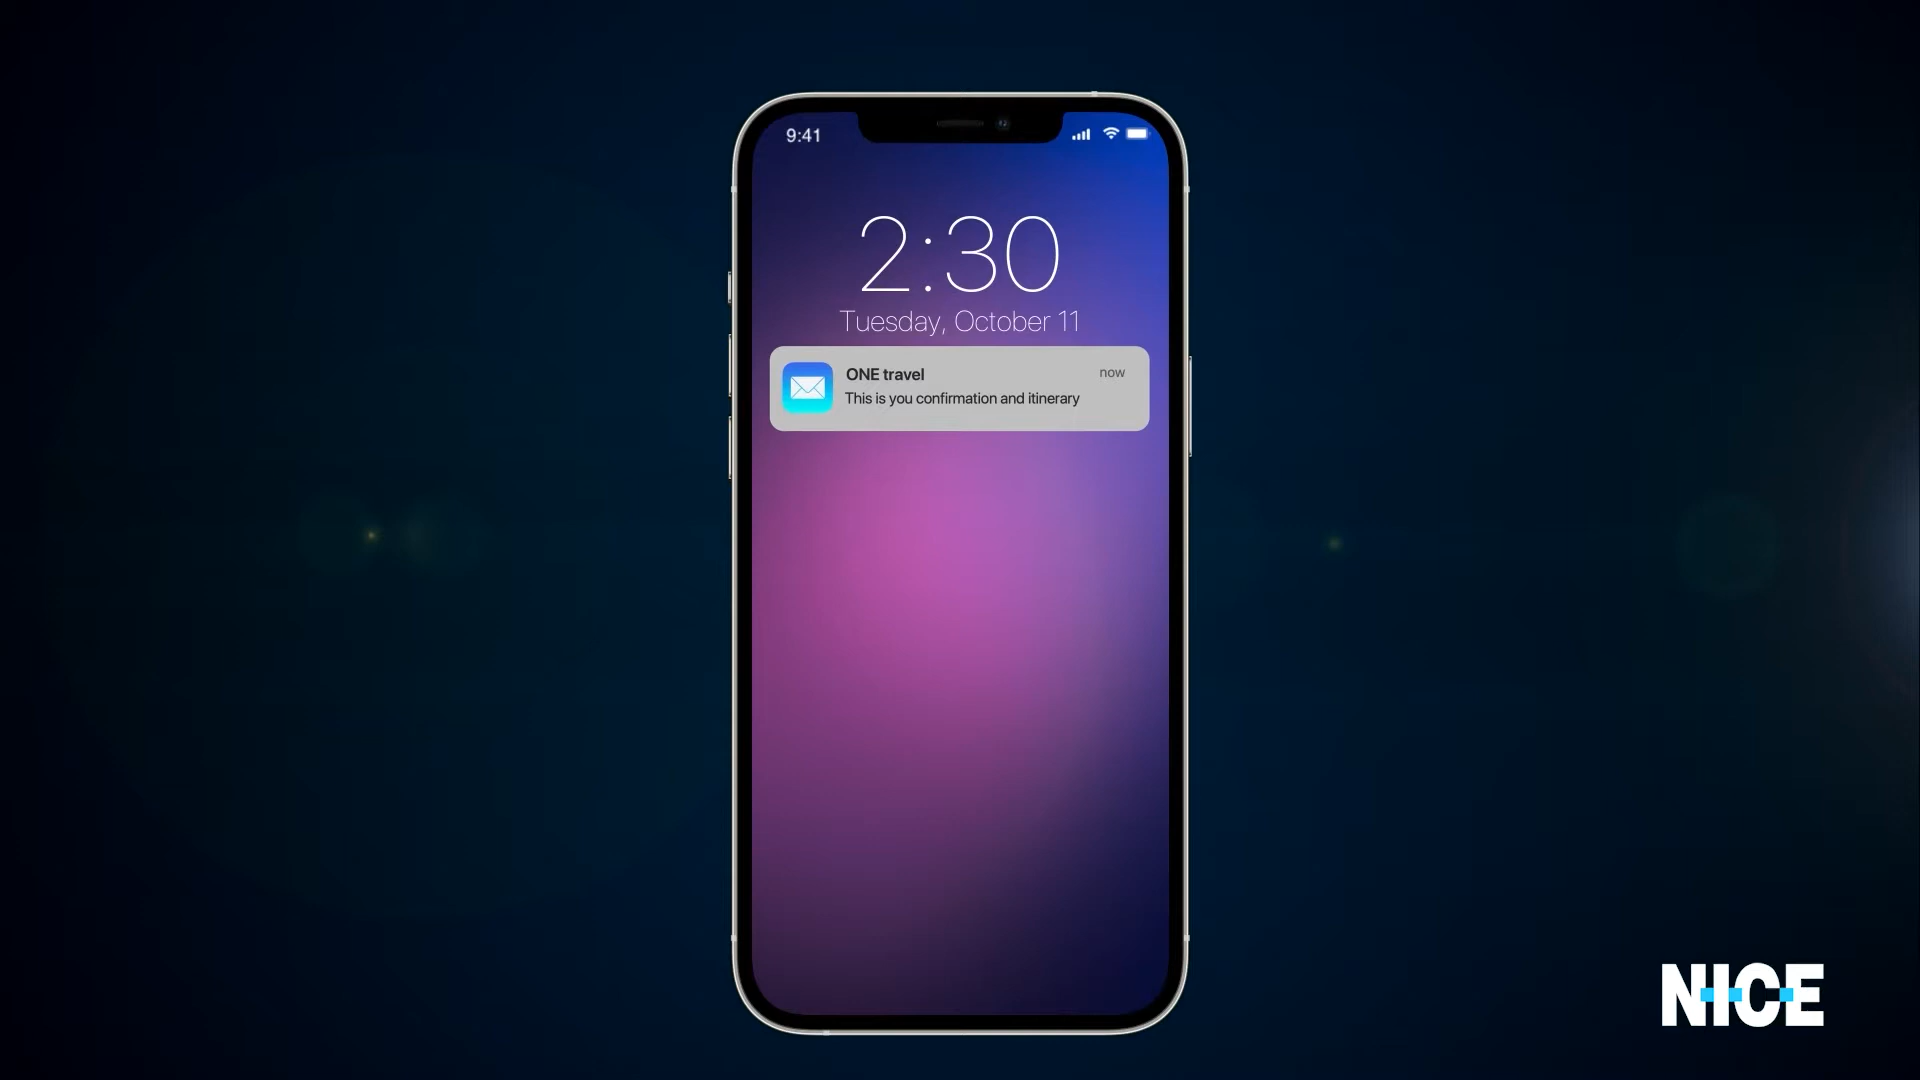 9:41
2:30
Tuesday, October 11
ONE travel now
This is you confirmation and itinerary
NICE